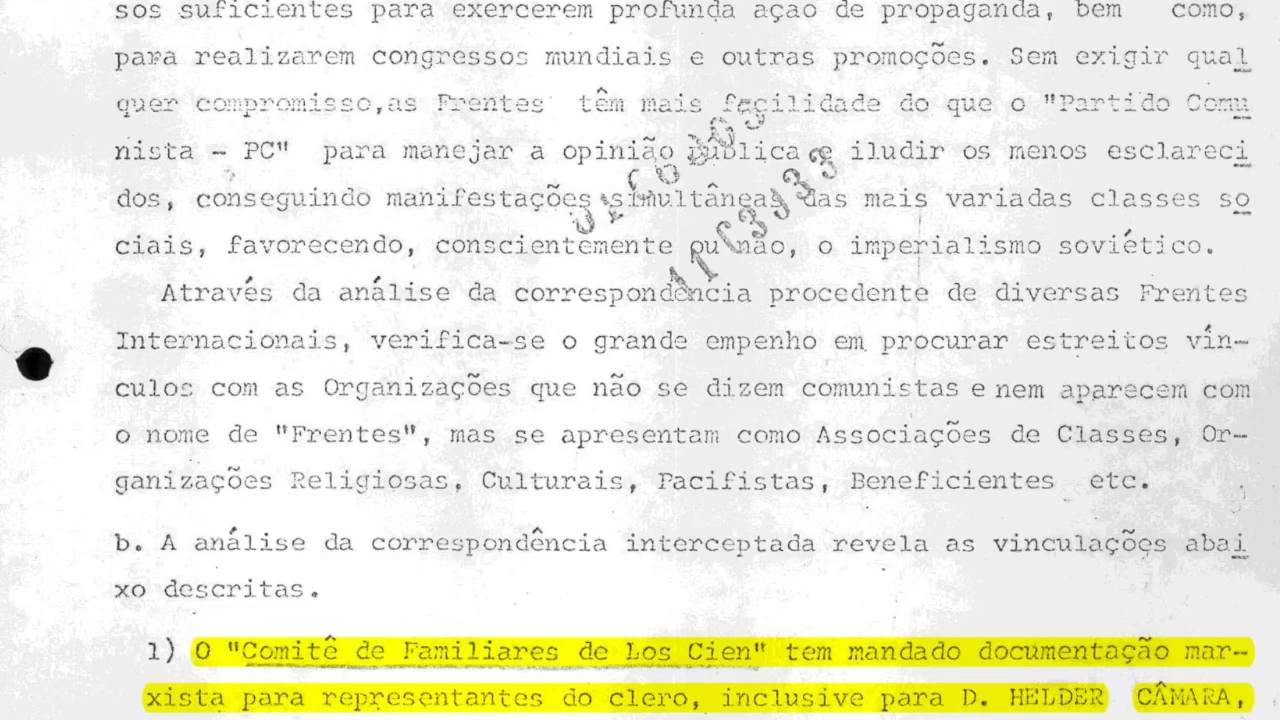 sos suficientes para exercerem profunda ação de propaganda, bem como,
para realizarem congressos mundiais e outras promoções. Sem exigir qual
quer compromisso,as Frentes têm mais facilidade do que o "Partido Comu
nista - PC" para manejar a opinião pública e iludir os menos esclareci
dos, conseguindo manifestações simultâneas das mais variadas classes so
ciais, favorecendo, conscientemente ou não, o imperialismo soviético.
Através da análise da correspondência procedente de diversas Frentes
Internacionais, verifica-se o grande empenho em procurar estreitos vín-
culos com as Organizações que não se dizem comunistas e nem aparecem com
o nome de "Frentes", mas se apresentam como Associações de Classes, Or-
ganizações Religiosas, Culturais, Pacifistas, Beneficientes etc.
b. A análise da correspondência interceptada revela as vinculações abai
xo descritas.
1) O "Comitê de Familiares de Los Cien" tem mandado documentação mar-
xista para representantes do clero, inclusive para D. HELDER CÂMARA,